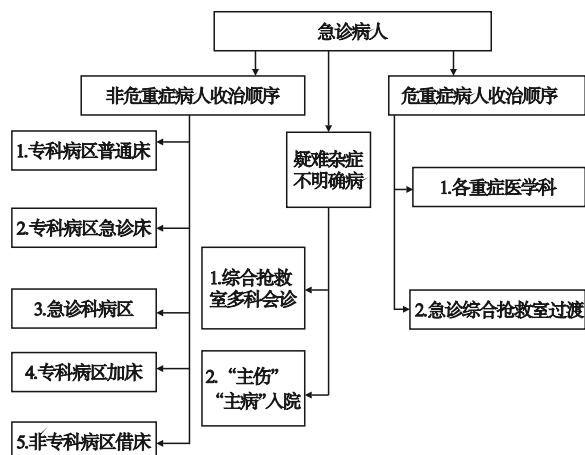 急诊病人
非危重症病人收治顺序
1.专科病区普通床
2.专科病区急诊床
3.急诊科病区
4.专科病区加床
5.非专科病区借床
疑难杂症
不明确病
1.综合抢救
室多科会诊
2.“主伤”
“主病”入院
危重症病人收治顺序
1.各重症医学科
2.急诊综合抢救室过渡